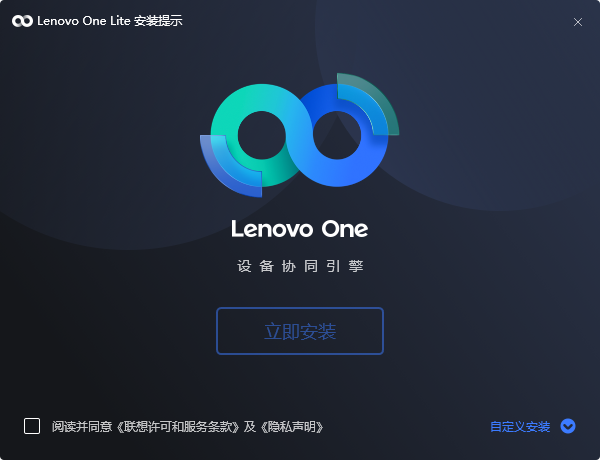 Lenovo One Lite 安装提示
Lenovo One
设备协同引擎
立即安装
阅读并同意《联想许可和服务条款》及《隐私声明》
自定义安装